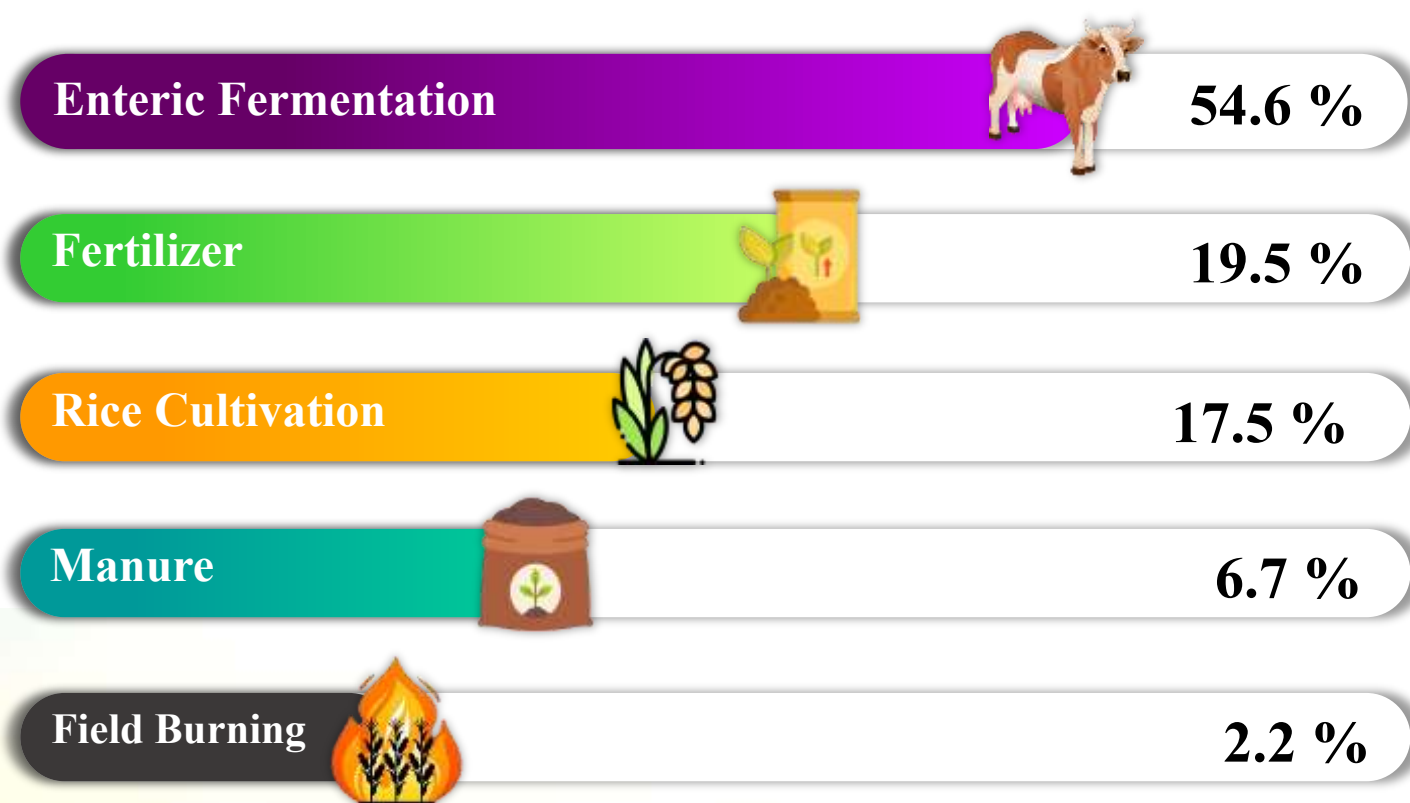 Enteric Fermentation 54.6 %
Fertilizer 19.5 %
Rice Cultivation 17.5 %
Manure 6.7 %
Field Burning 2.2 %